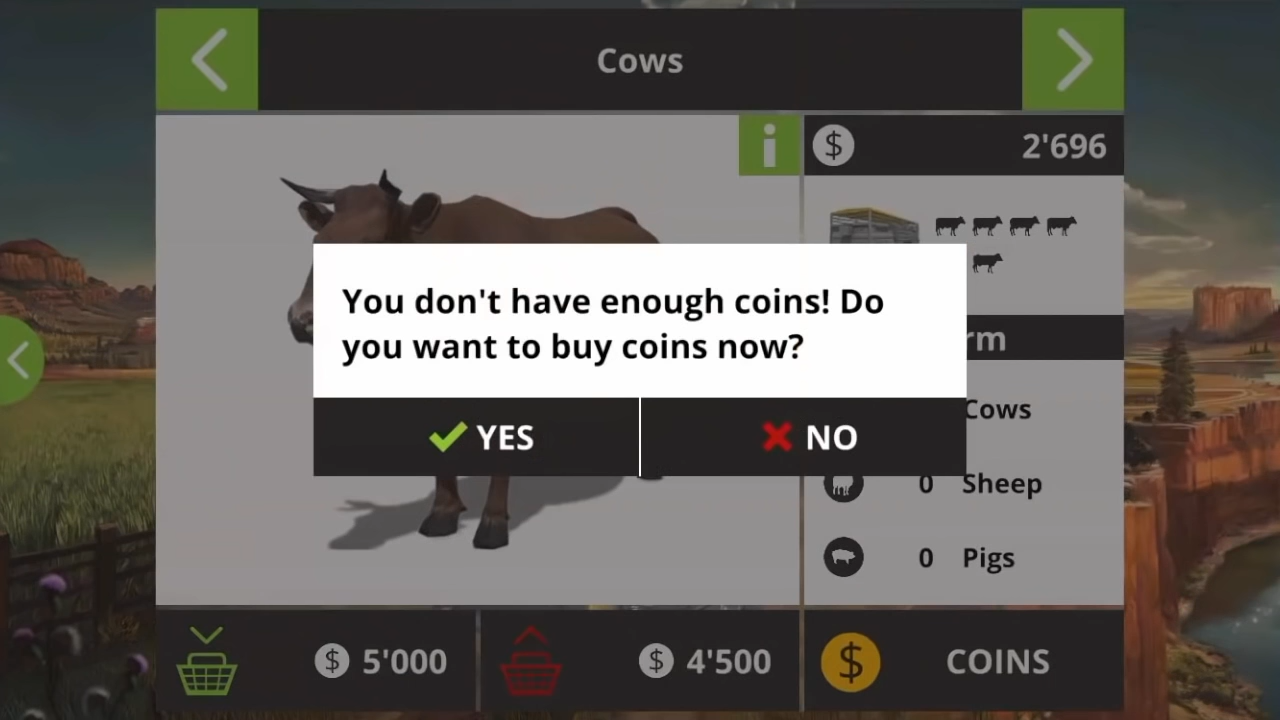 Cows
i
$ 2'696
You don't have enough coins! Do
you want to buy coins now?
rm
YES
NO
Cows
0 Sheep
0 Pigs
$ 5'000
$ 4'500
$ COINS